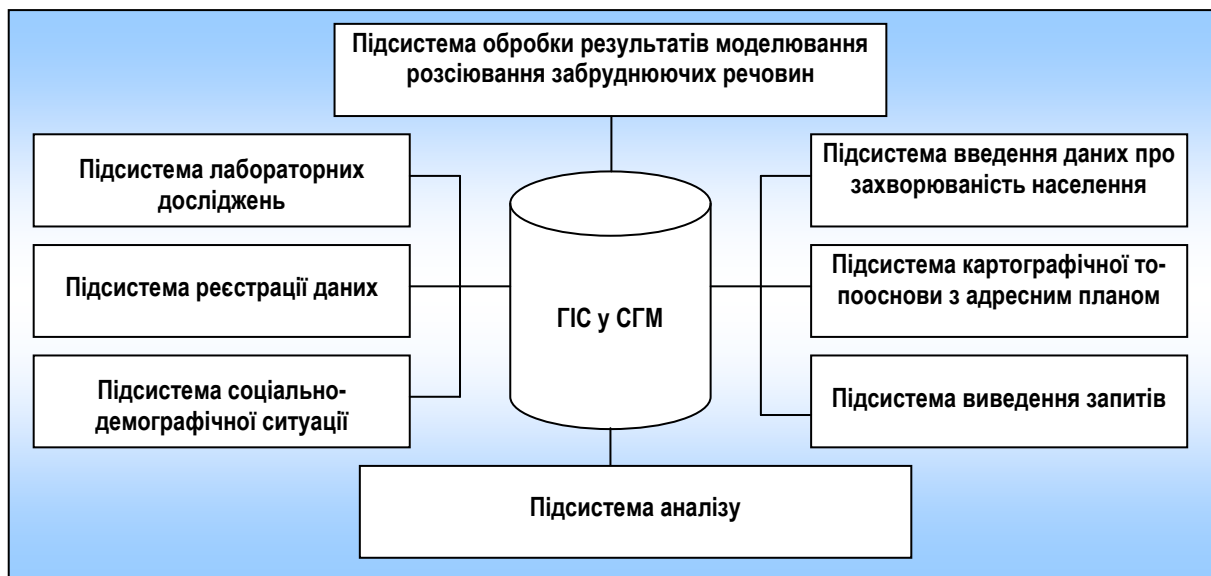 Підсистема обробки результатів моделювання
розсіювання забруднюючих речовин
Підсистема лабораторних
досліджень
Підсистема реєстрації даних
Підсистема соціально-
демографічної ситуації
ГІС у СГМ
Підсистема введення даних про
захворюваність населення
Підсистема картографічної то-
пооснови з адресним планом
Підсистема виведення запитів
Підсистема аналізу